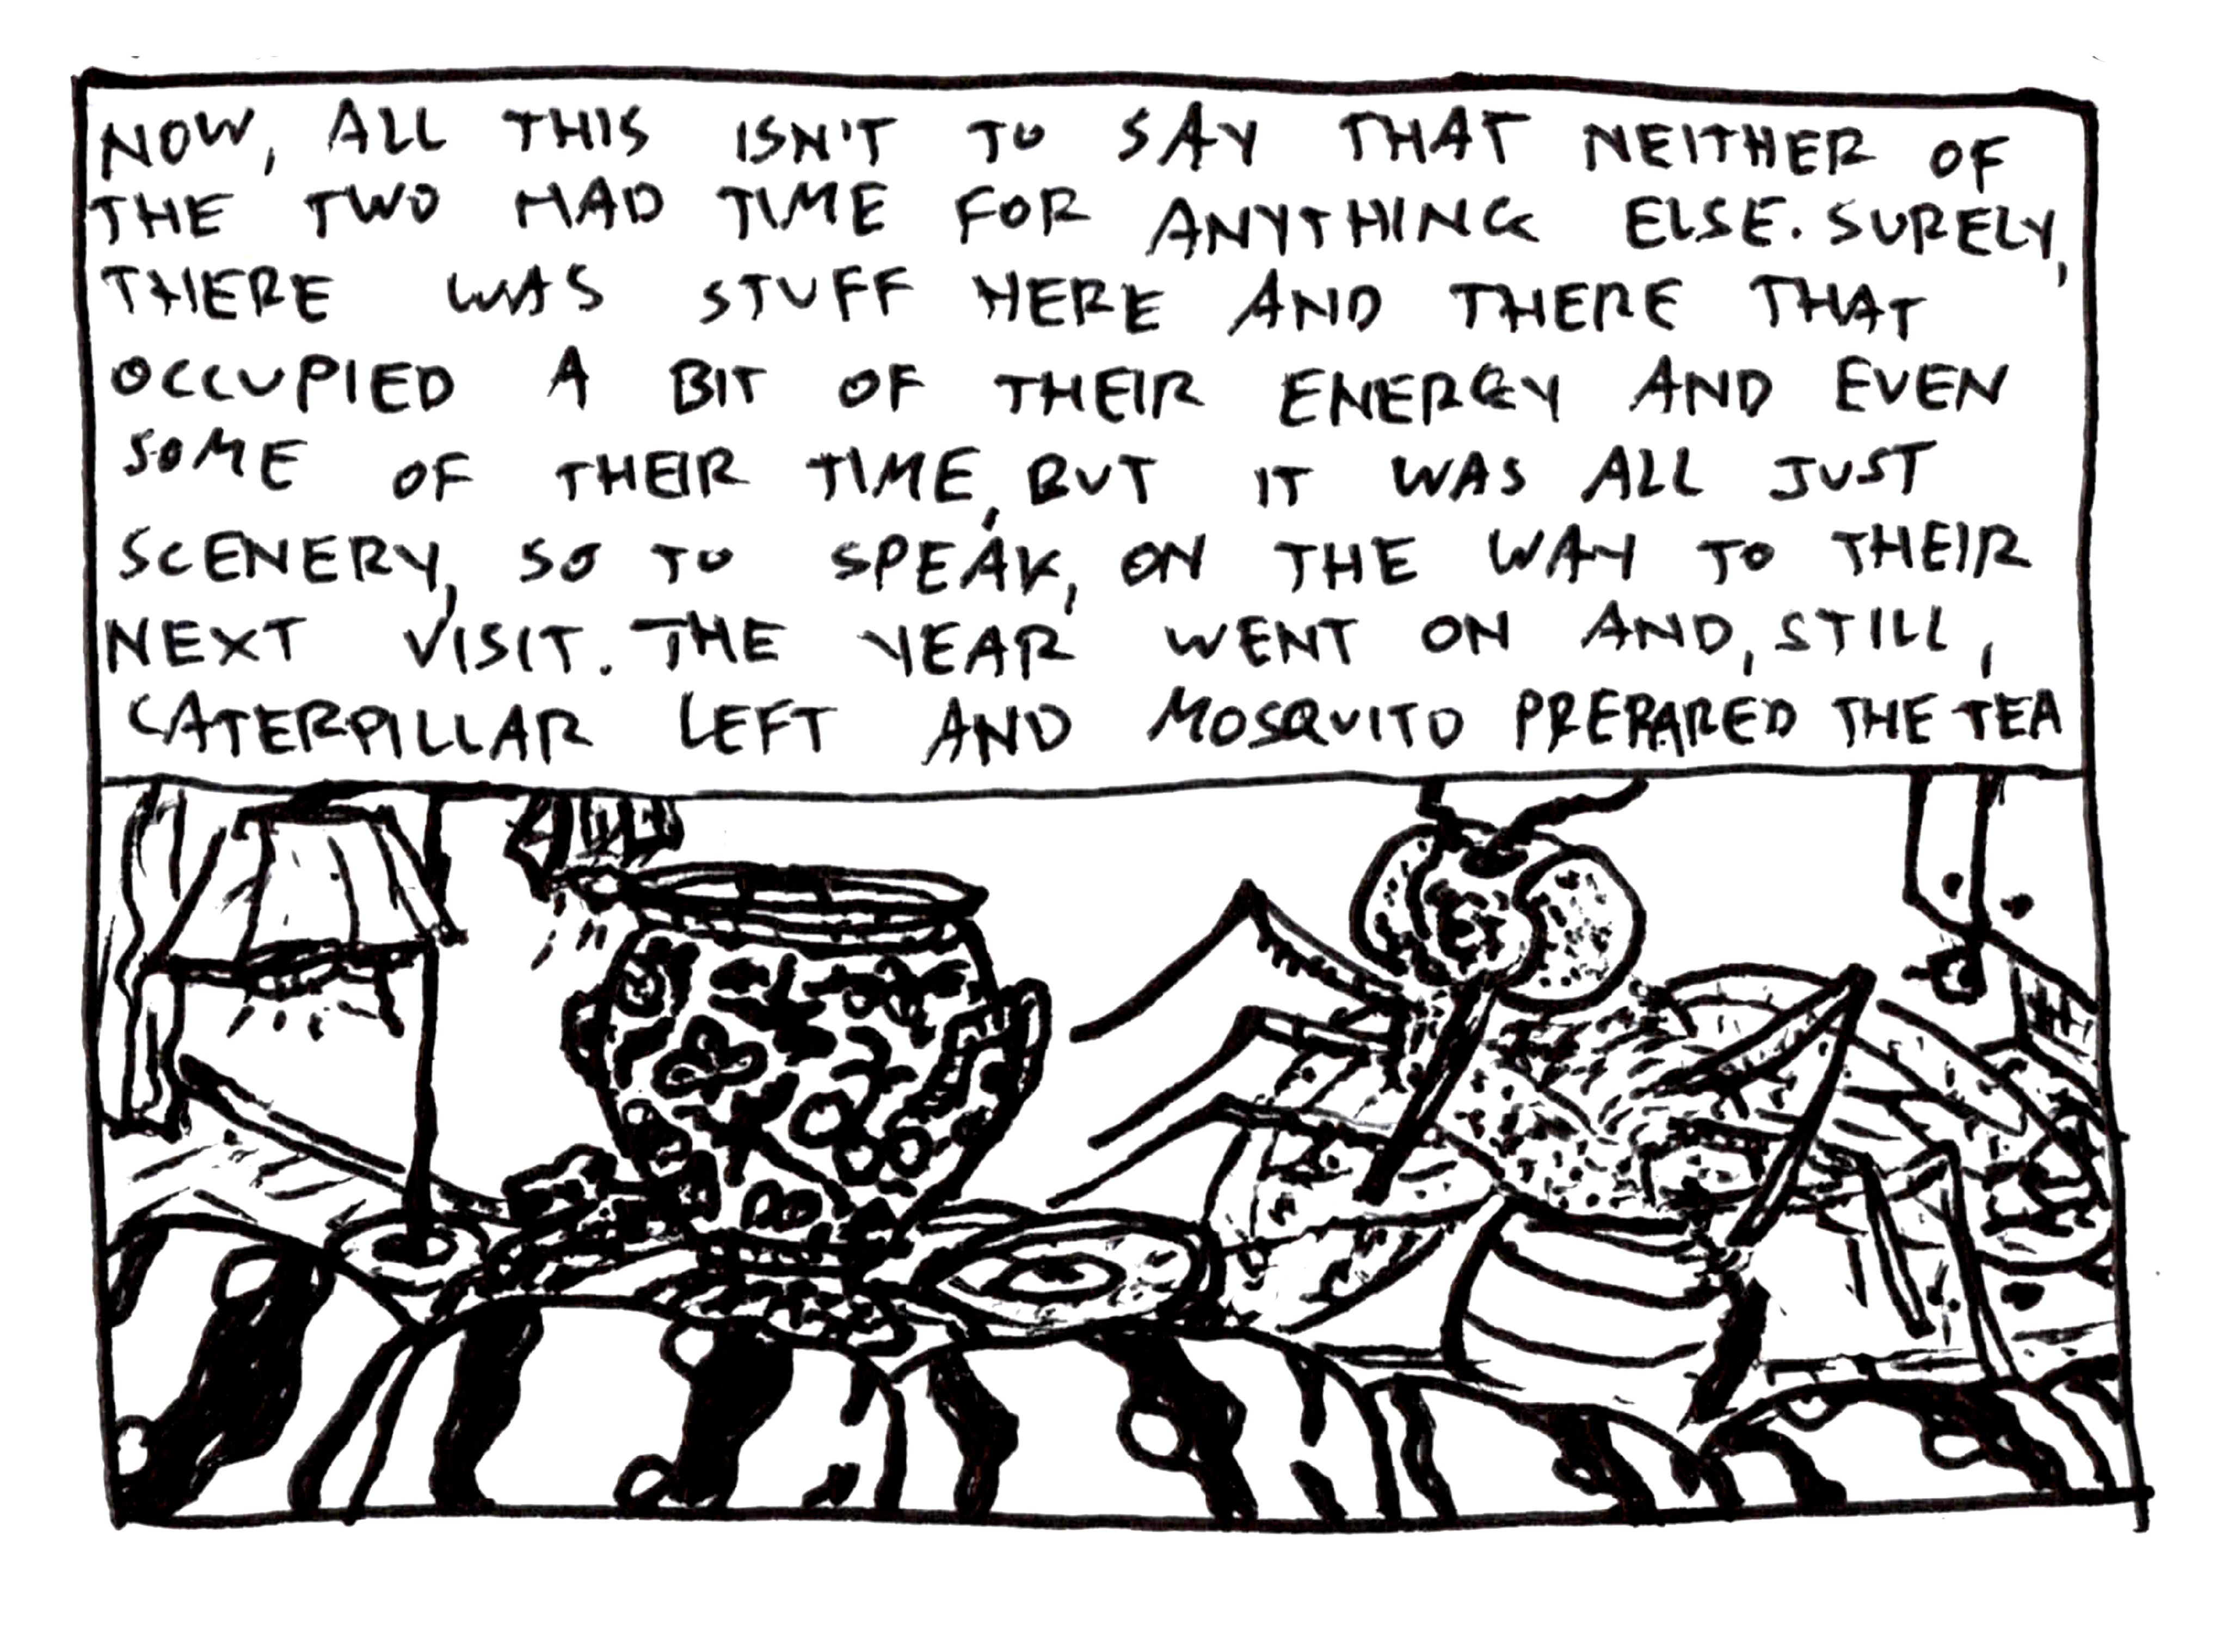 NOW, ALL THIS ISN'T TO SAY THAT NEITHER OF
THE TWO HAD TIME FOR ANYTHING ELSE. SURELY,
THERE WAS STUFF HERE AND THERE THAT
OCCUPIED A BIT OF THEIR ENERGY AND EVEN
SOME OF THEIR TIME, BUT IT WAS ALL JUST
SCENERY, SO TO SPEAK, ON THE WAY TO THEIR
NEXT VISIT. THE YEAR WENT ON AND, STILL,
CATERPILLAR LEFT AND MOSQUITO PREPARED THE TEA